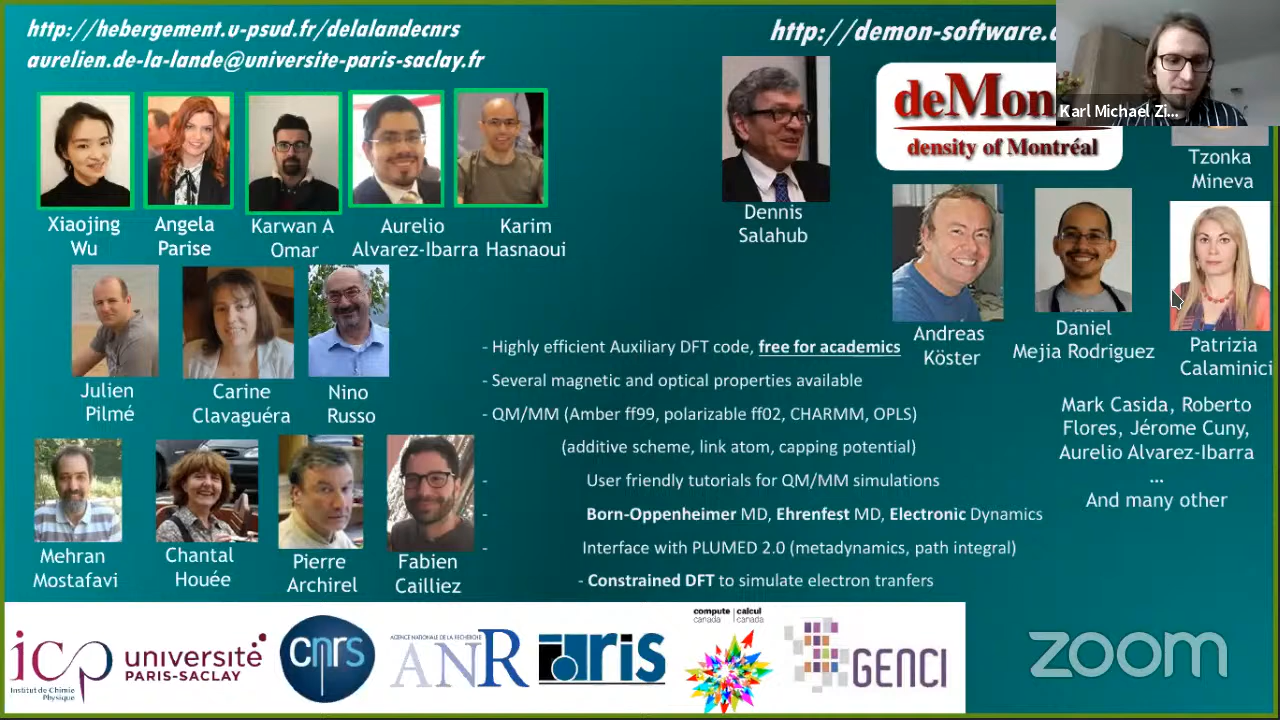 http://hebergement.u-psud.fr/delalandecnrs
aurelien.de-la-lande@universite-paris-saclay.fr
http://demon-software.
deMon
density of Montréal
Karl Michael Zi...
Tzonka
Mineva
Xiaojing
Wu
Angela
Parise
Karwan A
Omar
Aurelio
Alvarez-Ibarra
Karim
Hasnaoui
Dennis
Salahub
Andreas
Köster
Daniel
Mejia Rodriguez
Patrizia
Calaminici
Julien
Pilmé
Carine
Clavaguéra
Nino
Russo
- Highly efficient Auxiliary DFT code, free for academics
- Several magnetic and optical properties available
- QM/MM (Amber ff99, polarizable ff02, CHARMM, OPLS)
(additive scheme, link atom, capping potential)
- User friendly tutorials for QM/MM simulations
- Born-Oppenheimer MD, Ehrenfest MD, Electronic Dynamics
- Interface with PLUMED 2.0 (metadynamics, path integral)
- Constrained DFT to simulate electron tranfers
Mark Casida, Roberto
Flores, Jérome Cuny,
Aurelio Alvarez-Ibarra
...
And many other
Mehran
Mostafavi
Chantal
Houée
Pierre
Archirel
Fabien
Cailliez
icp
Institut de Chimie
Physique
université
PARIS-SACLAY
cnrs
AGENCE NATIONALE DE LA RECHERCHE
ANR
iaris
compute | calcul
canada | canada
GENCI
zoom